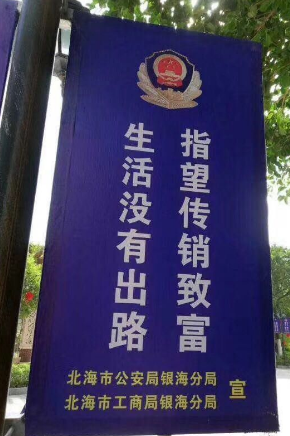 指望传销致富
生活没有出路
北海市公安局银海分局
北海市工商局银海分局
宣